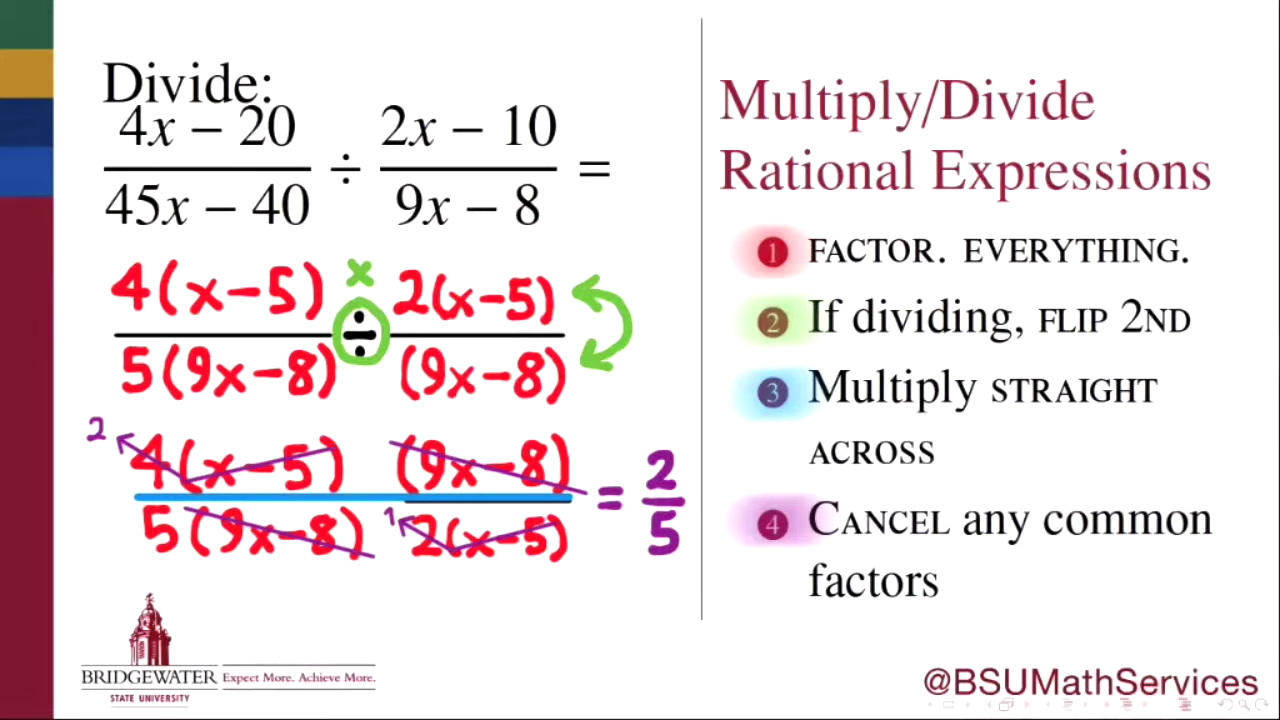 Divide:
4x − 20 / 45x − 40 ÷ 2x − 10 / 9x − 8 =
4(x−5) / 5(9x−8) × ÷ 2(x−5) / (9x−8)
2 4(x−5) (9x−8) / 5(9x−8) 1 2(x−5) = 2/5
BRIDGEWATER
STATE UNIVERSITY
Expect More. Achieve More.
Multiply/Divide
Rational Expressions
1 FACTOR. EVERYTHING.
2 If dividing, FLIP 2ND
3 Multiply STRAIGHT
ACROSS
4 CANCEL any common
factors
@BSUMathServices